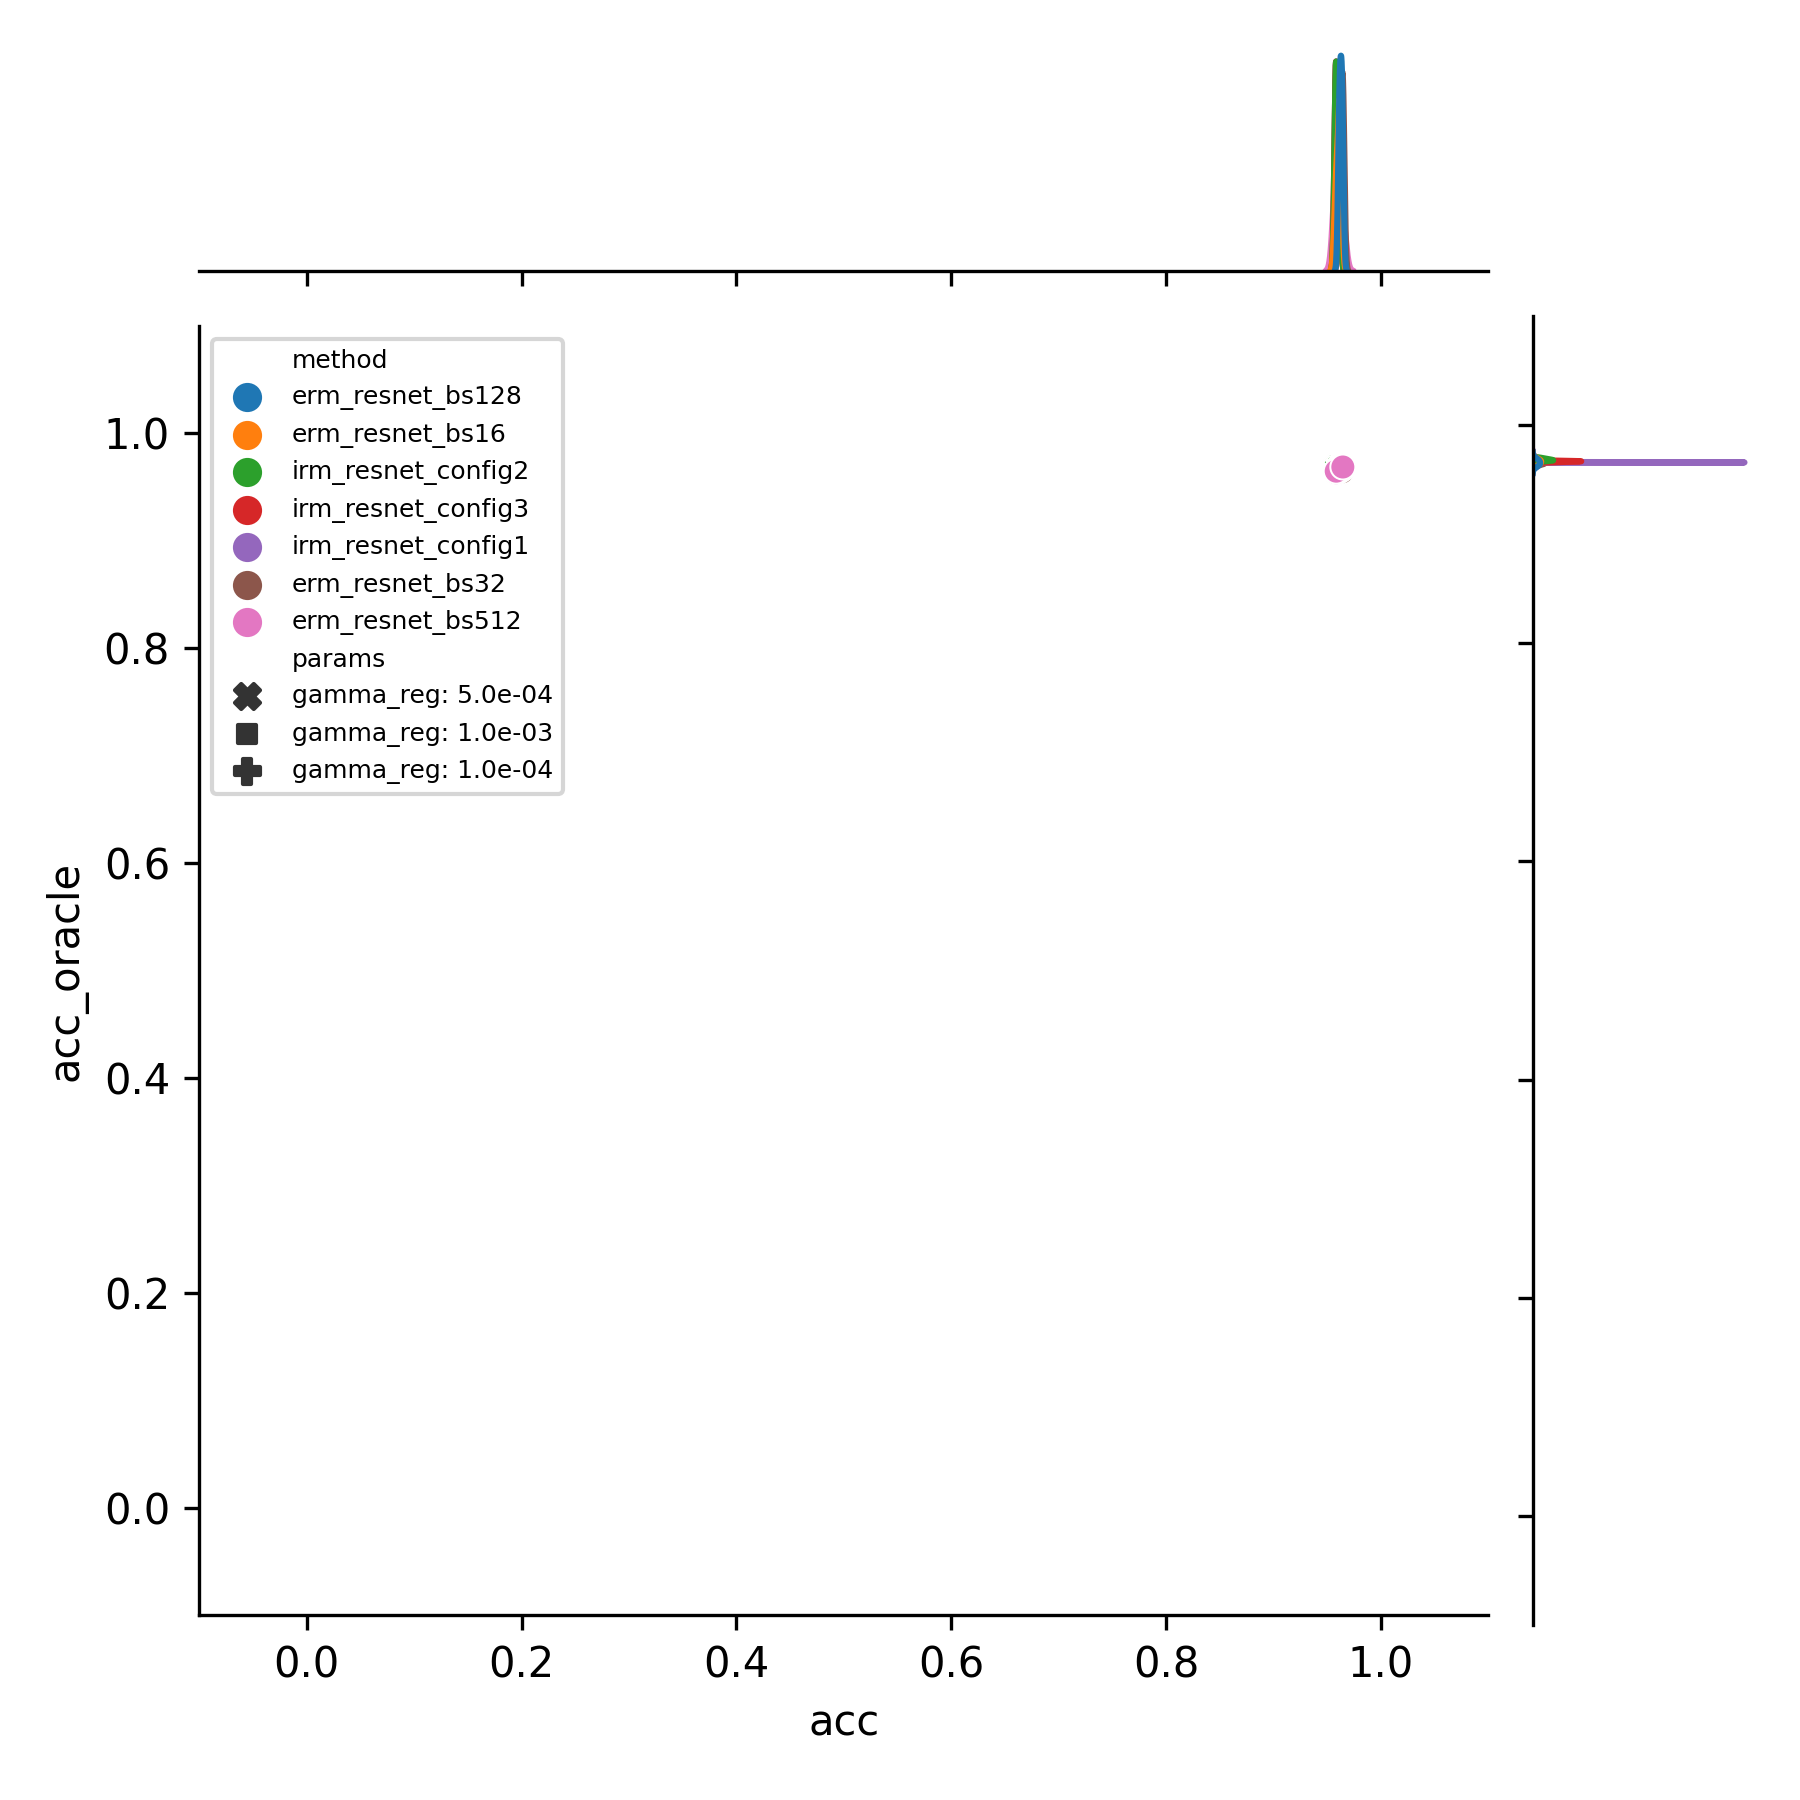 method
erm_resnet_bs128
erm_resnet_bs16
irm_resnet_config2
irm_resnet_config3
irm_resnet_config1
erm_resnet_bs32
erm_resnet_bs512
params
gamma_reg: 5.0e-04
gamma_reg: 1.0e-03
gamma_reg: 1.0e-04
1.0
0.8
0.6
0.4
0.2
0.0
acc_oracle
0.0 0.2 0.4 0.6 0.8 1.0
acc